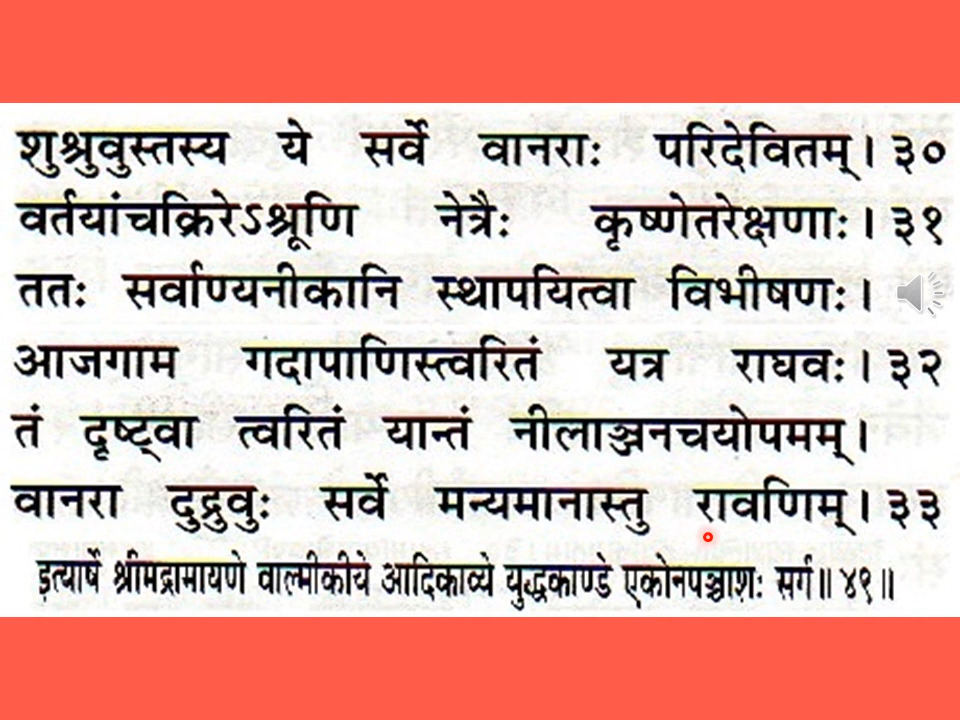 शुश्रुवुस्तस्य ये सर्वे वानराः परिदेवितम्। ३०
वर्तयांचक्रिरेऽश्रूणि नेत्रैः कृष्णेतरेक्षणाः। ३१
ततः सर्वाण्यनीकानि स्थापयित्वा विभीषणः।
आजगाम गदापाणिस्त्वरितं यत्र राघवः। ३२
तं दृष्ट्वा त्वरितं यान्तं नीलाञ्जनचयोपमम्।
वानरा दुद्रुवुः सर्वे मन्यमानास्तु रावणिम्। ३३
इत्यार्षे श्रीमद्रामायणे वाल्मीकीये आदिकाव्ये युद्धकाण्डे एकोनपञ्चाशः सर्ग॥ ४९॥